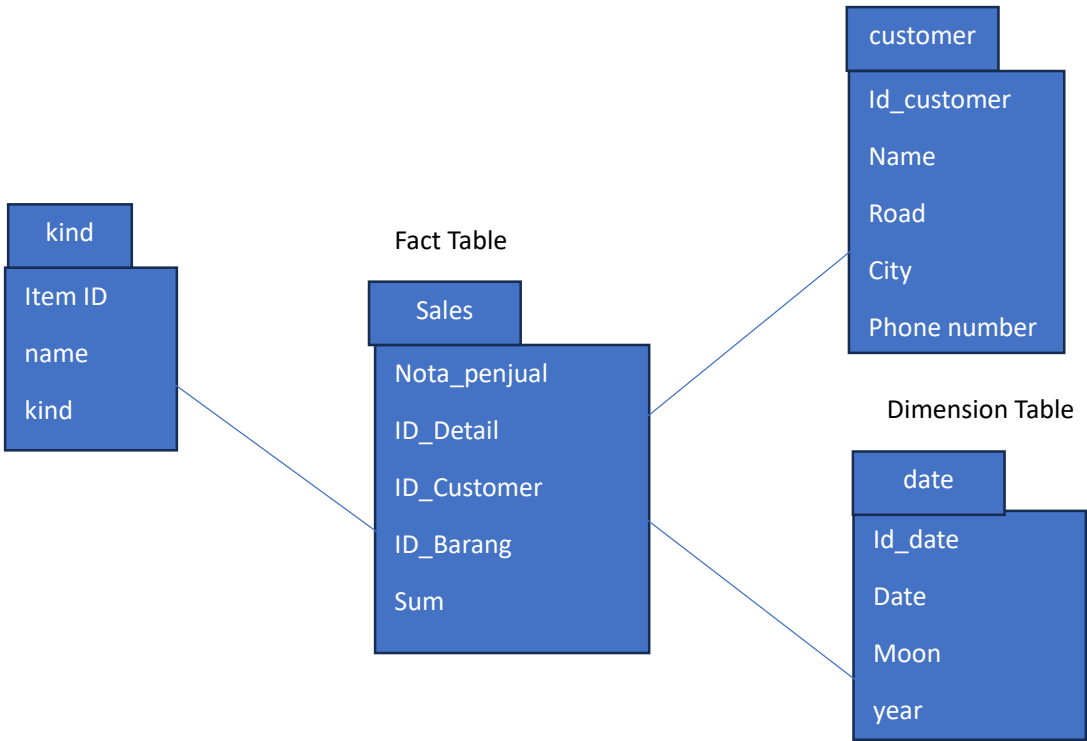 kind
Item ID
name
kind
Fact Table
Sales
Nota_penjual
ID_Detail
ID_Customer
ID_Barang
Sum
customer
Id_customer
Name
Road
City
Phone number
Dimension Table
date
Id_date
Date
Moon
year